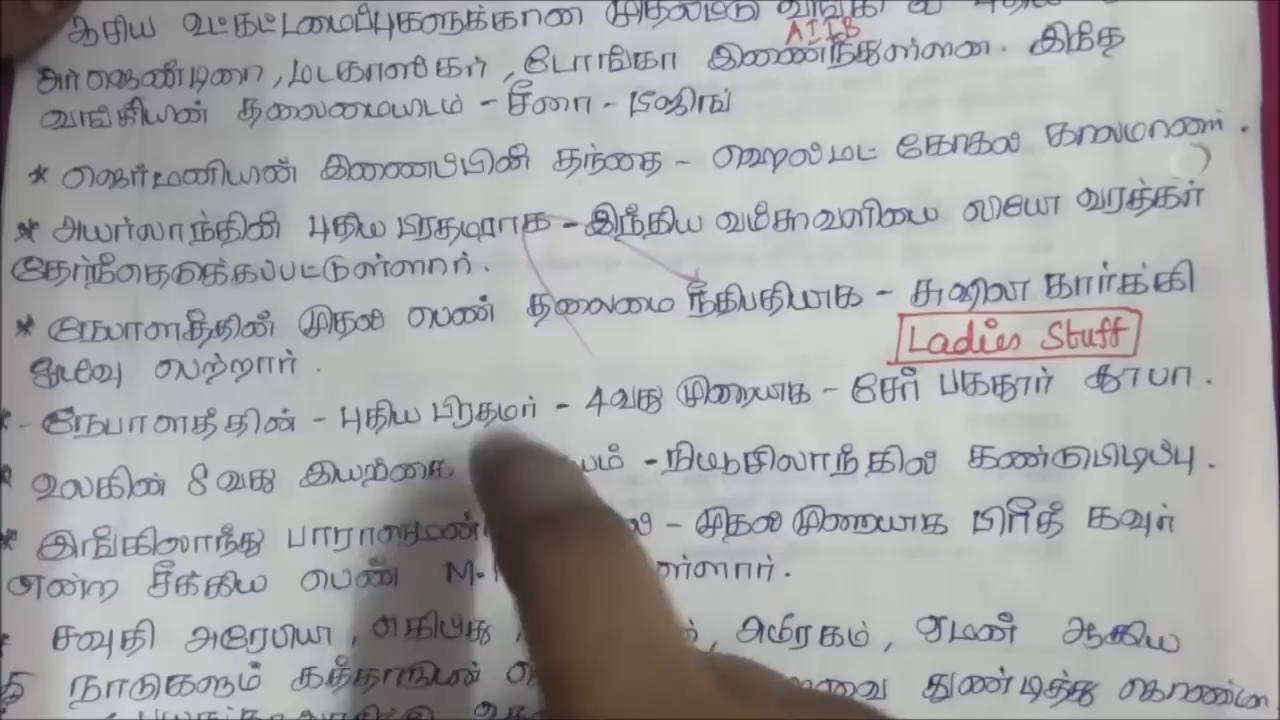 ஆசிய உட்கட்டமைப்புகளுக்கான முதலீட்டு வங்கி
AIIB
அர்ஜெண்டினா, மடகாஸ்கர், டோங்கா இணைந்துள்ளன. இந்த
வங்கியின் தலைமையிடம் - சீனா - பீஜிங்
* ஜெர்மனியின் இணைப்பின் தந்தை - ஹெல்மட் கோகல் காலமானார்.
* அயர்லாந்தின் புதிய பிரதமராக - இந்திய வம்சாவளியை லியோ வரத்கர்
தேர்ந்தெடுக்கப்பட்டுள்ளார்.
* நேபாளத்தின் முதல் பெண் தலைமை நீதிபதியாக - சுஷிலா கார்க்கி
Ladies Stuff
ஓய்வு பெற்றார்.
* - நேபாளத்தின் - புதிய பிரதமர் - 4வது முறையாக - சேர் பகதூர் தூபா.
* உலகின் 8வது இயற்கை - நியூசிலாந்தில் கண்டுபிடிப்பு.
* இங்கிலாந்து - முதல் முறையாக பிரீத் கவுர்
என்ற சீக்கிய பெண்
* சவுதி அரேபியா, எகிப்து, அமீரகம், ஏமன் ஆகிய
5 நாடுகளும் கத்தாருடன் துண்டித்து கொண்டன